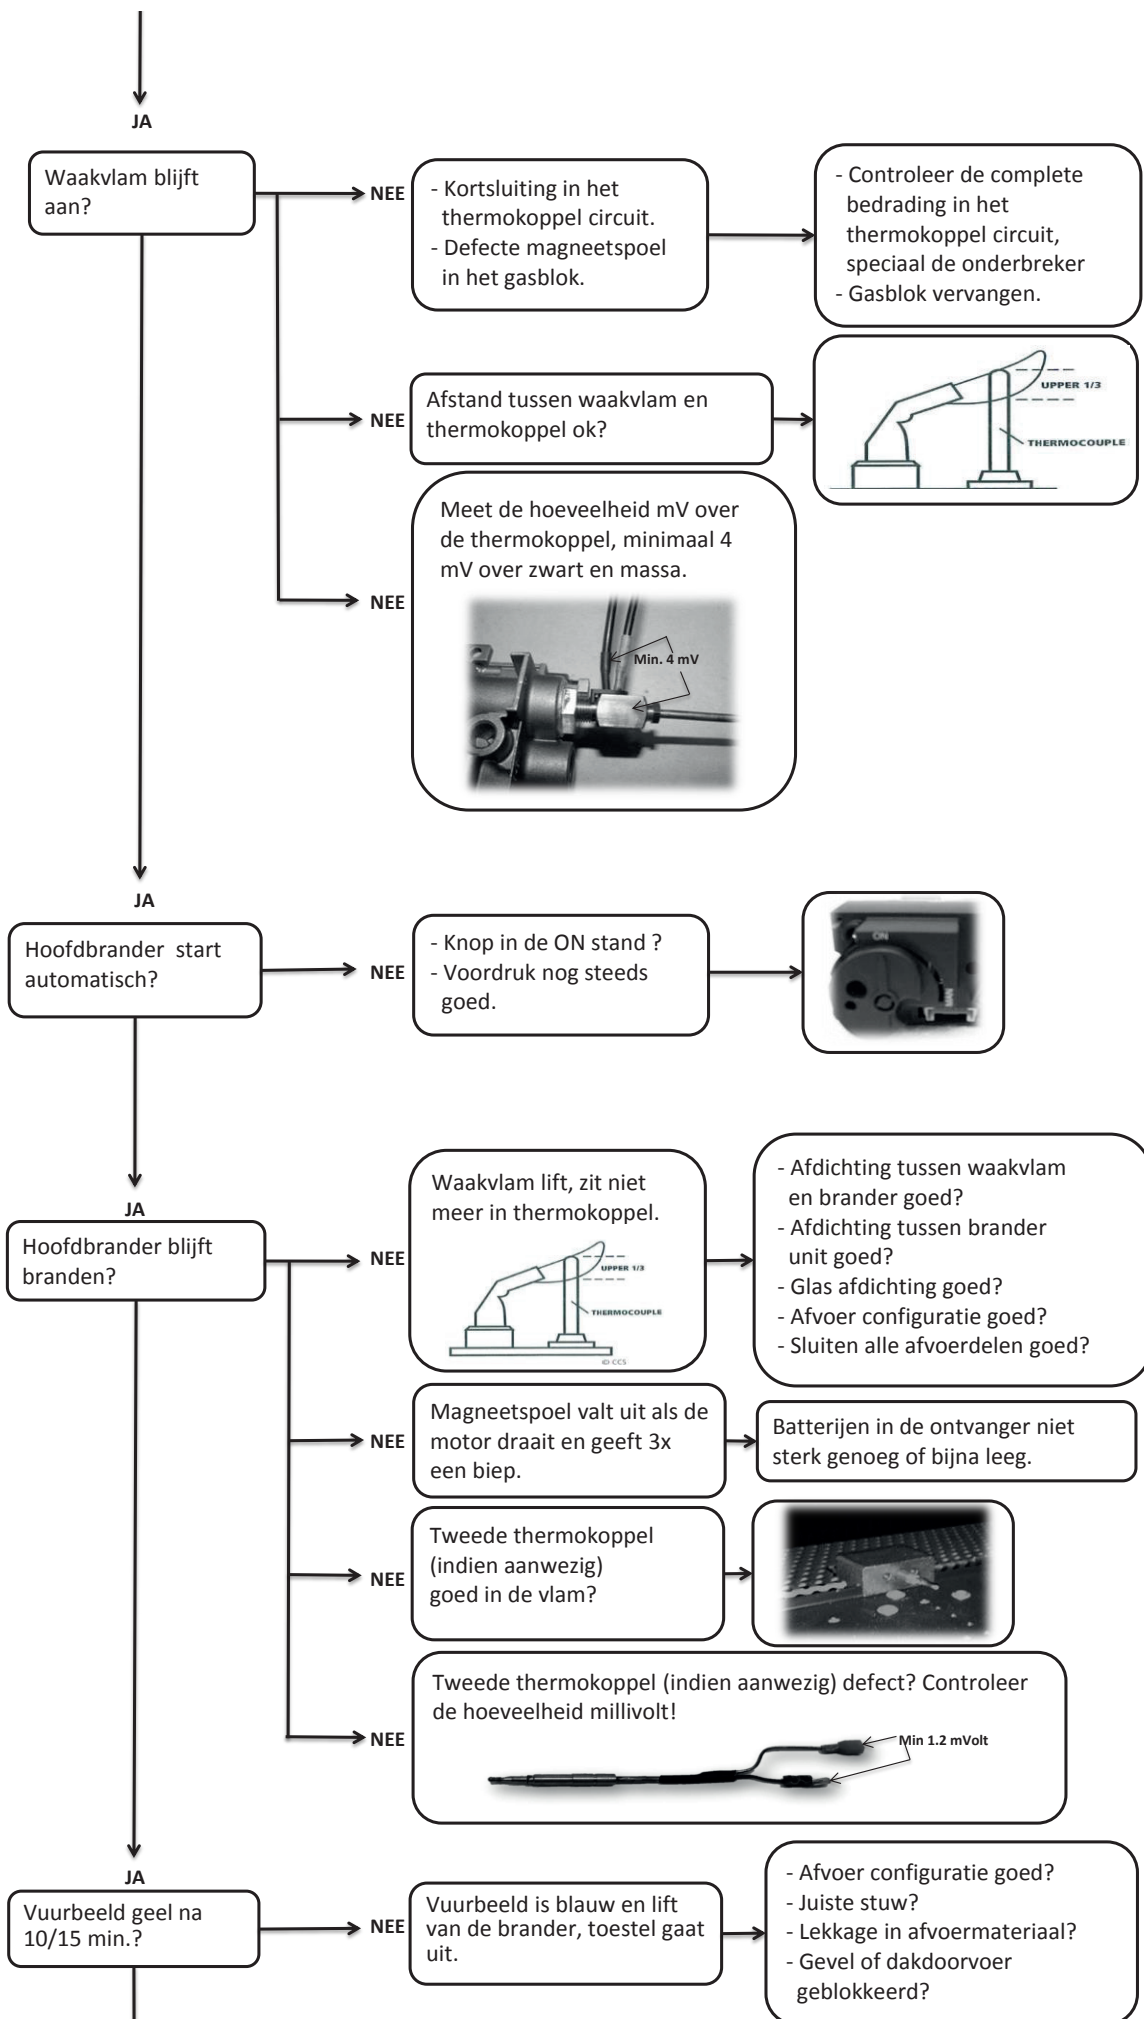 JA
Waakvlam blijft
aan?
NEE
- Kortsluiting in het
thermokoppel circuit.
- Defecte magneetspoel
in het gasblok.
- Controleer de complete
bedrading in het
thermokoppel circuit,
speciaal de onderbreker
- Gasblok vervangen.
NEE
Afstand tussen waakvlam en
thermokoppel ok?
UPPER 1/3
THERMOCOUPLE
NEE
Meet de hoeveelheid mV over
de thermokoppel, minimaal 4
mV over zwart en massa.
Min. 4 mV
JA
Hoofdbrander start
automatisch?
NEE
- Knop in de ON stand ?
- Voordruk nog steeds
goed.
ON
JA
Hoofdbrander blijft
branden?
NEE
Waakvlam lift, zit niet
meer in thermokoppel.
UPPER 1/3
THERMOCOUPLE
© CCS
- Afdichting tussen waakvlam
en brander goed?
- Afdichting tussen brander
unit goed?
- Glas afdichting goed?
- Afvoer configuratie goed?
- Sluiten alle afvoerdelen goed?
NEE
Magneetspoel valt uit als de
motor draait en geeft 3x
een biep.
Batterijen in de ontvanger niet
sterk genoeg of bijna leeg.
NEE
Tweede thermokoppel
(indien aanwezig)
goed in de vlam?
NEE
Tweede thermokoppel (indien aanwezig) defect? Controleer
de hoeveelheid millivolt!
Min 1.2 mVolt
JA
Vuurbeeld geel na
10/15 min.?
NEE
Vuurbeeld is blauw en lift
van de brander, toestel gaat
uit.
- Afvoer configuratie goed?
- Juiste stuw?
- Lekkage in afvoermateriaal?
- Gevel of dakdoorvoer
geblokkeerd?